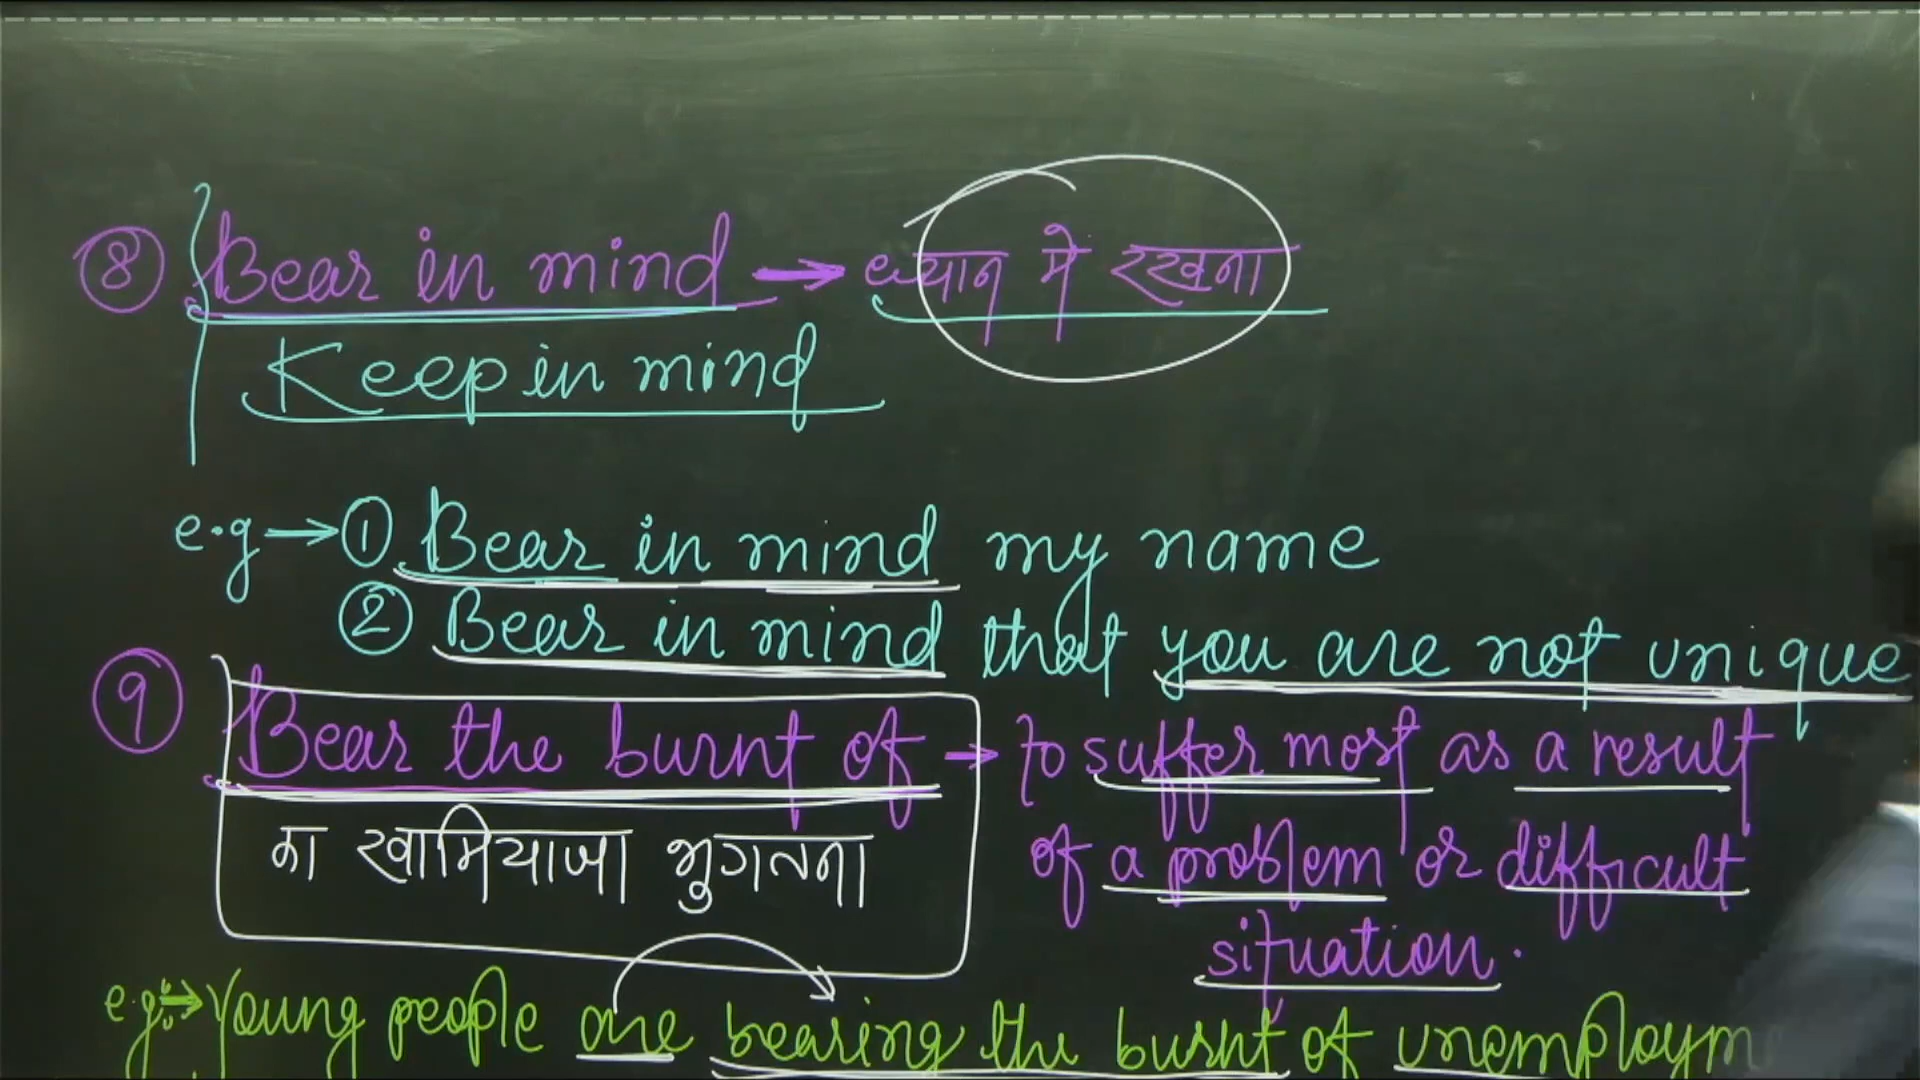 8 Bear in mind → ध्यान मे रखना
Keep in mind
e.g → 1 Bear in mind my name
2 Bear in mind that you are not unique
9 Bear the burnt of → to suffer most as a result
का खामियाजा भुगतना
of a problem or difficult
situation.
e.g:→ Young people are bearing the burnt of unemploym